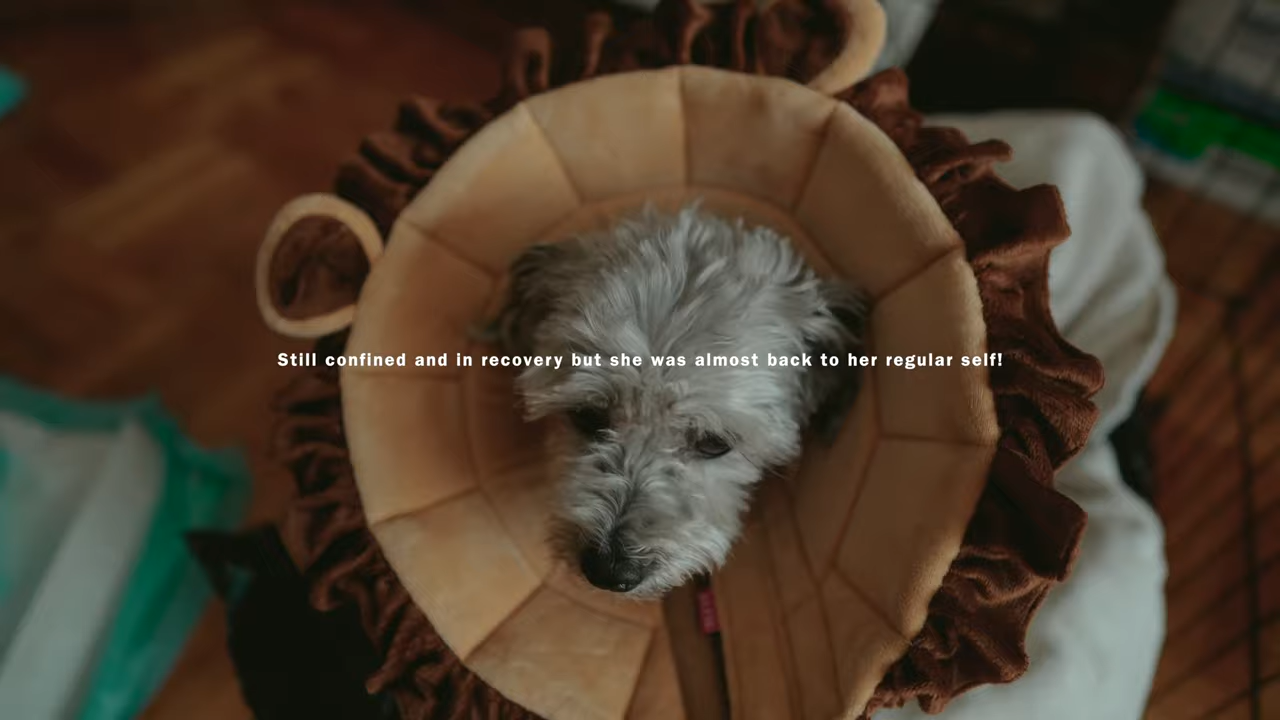 Still confined and in recovery but she was almost back to her regular self!